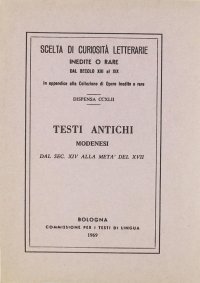 SCELTA DI CURIOSITÀ LETTERARIE
INEDITE O RARE
DAL SECOLO XIII al XIX
In appendice alla Collezione di Opere inedite o rare
DISPENSA CCXLII
TESTI ANTICHI
MODENESI
DAL SEC. XIV ALLA META' DEL XVII
BOLOGNA
COMMISSIONE PER I TESTI DI LINGUA
1969